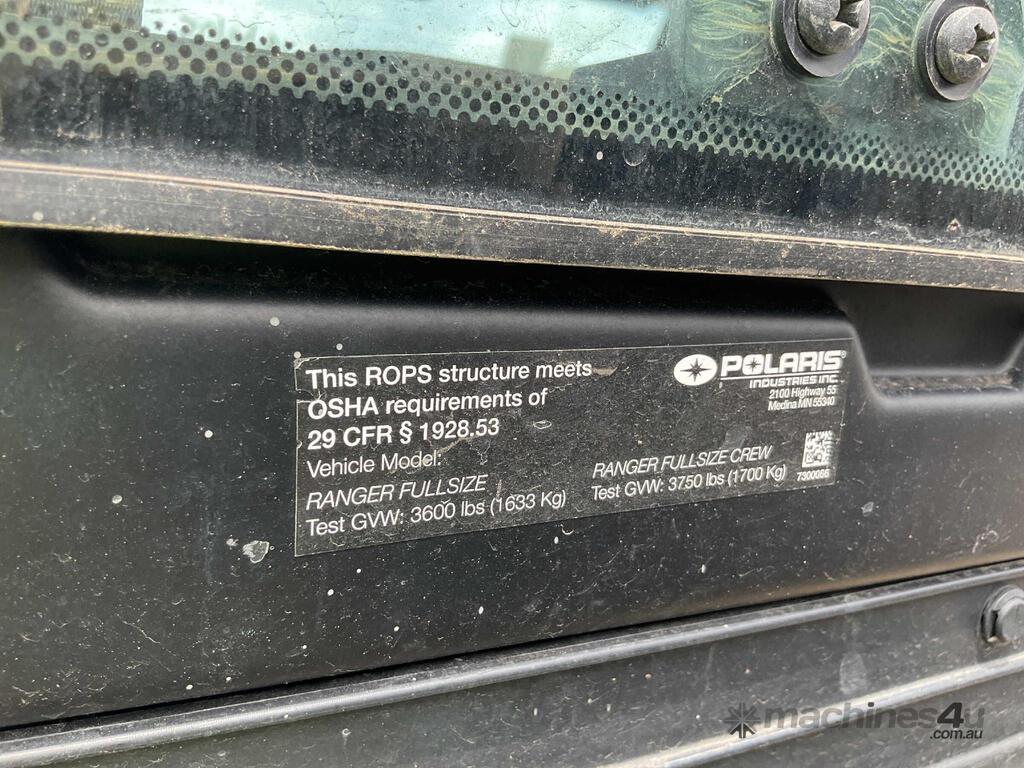 This ROPS structure meets
OSHA requirements of
29 CFR § 1928.53
Vehicle Model:
RANGER FULLSIZE
Test GVW: 3600 lbs (1633 Kg)
POLARIS®
INDUSTRIES INC.
2100 Highway 55
Medina MN 55340
RANGER FULLSIZE CREW
Test GVW: 3750 lbs (1700 Kg)
7300066
machines4u
.com.au